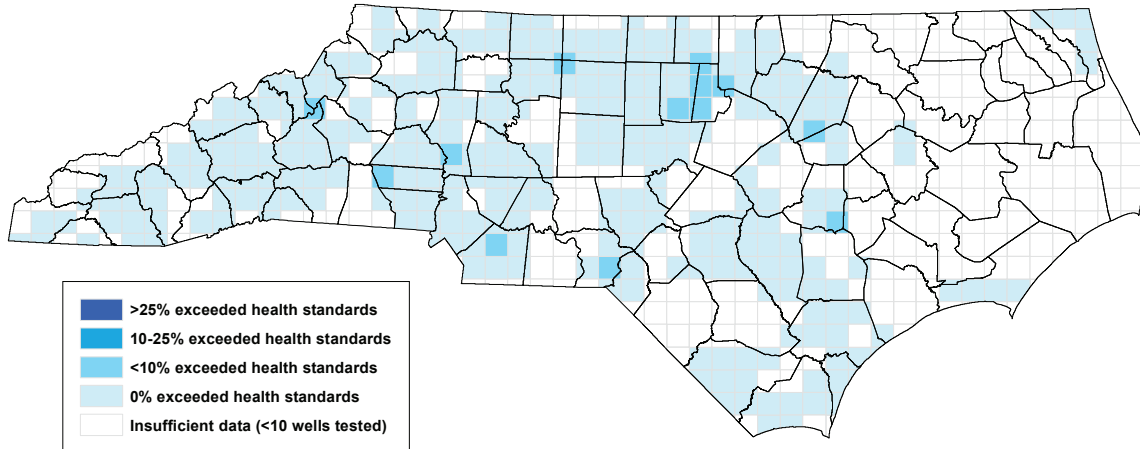 >25% exceeded health standards
10-25% exceeded health standards
<10% exceeded health standards
0% exceeded health standards
Insufficient data (<10 wells tested)